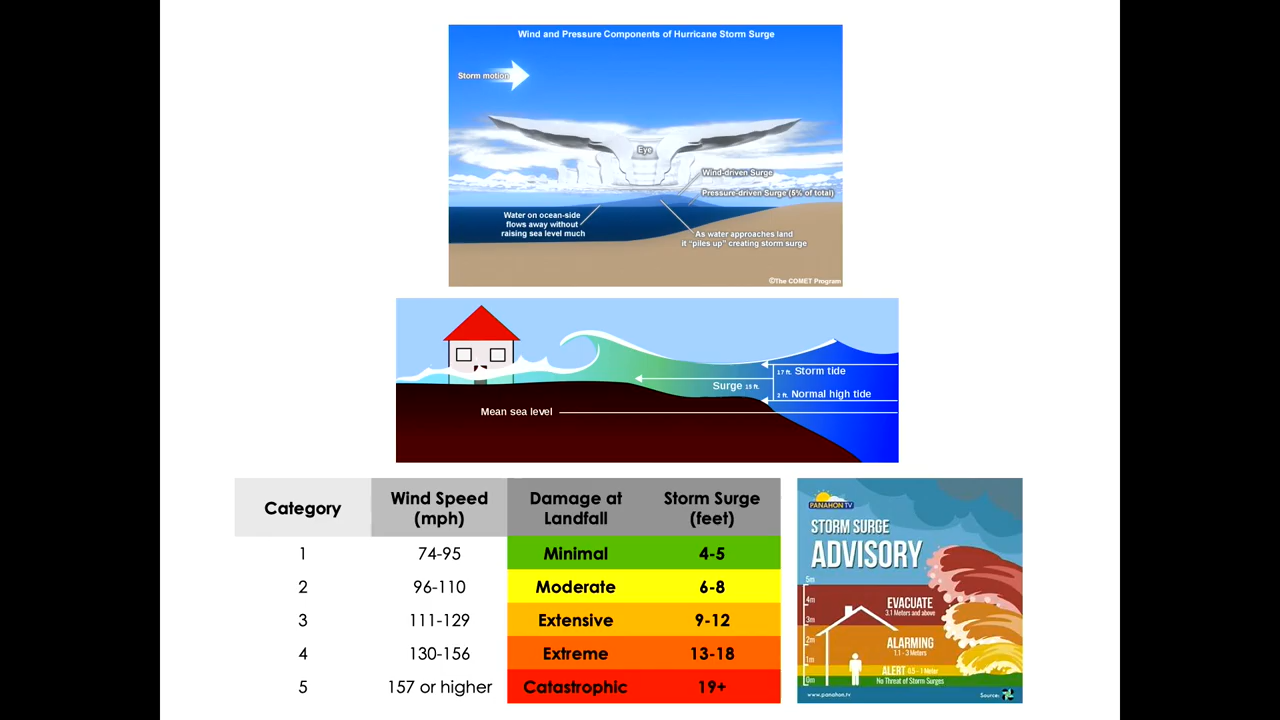 Wind and Pressure Components of Hurricane Storm Surge
Storm motion
Eye
Wind-driven Surge
Pressure-driven Surge (5% of total)
Water on ocean-side
flows away without
raising sea level much
As water approaches land
it "piles up" creating storm surge
©The COMET Program
17 ft. Storm tide
Surge 15 ft.
2 ft. Normal high tide
Mean sea level
Category
Wind Speed
(mph)
Damage at
Landfall
Storm Surge
(feet)
1 74-95 Minimal 4-5
2 96-110 Moderate 6-8
3 111-129 Extensive 9-12
4 130-156 Extreme 13-18
5 157 or higher Catastrophic 19+
PANAHON TV
STORM SURGE
ADVISORY
5m
4m
3m
2m
1m
0m
EVACUATE
3.1 Meters and above
ALARMING
1.1 - 3 Meters
ALERT 0.5 - 1 Meter
No Threat of Storm Surges
www.panahon.tv
Source: